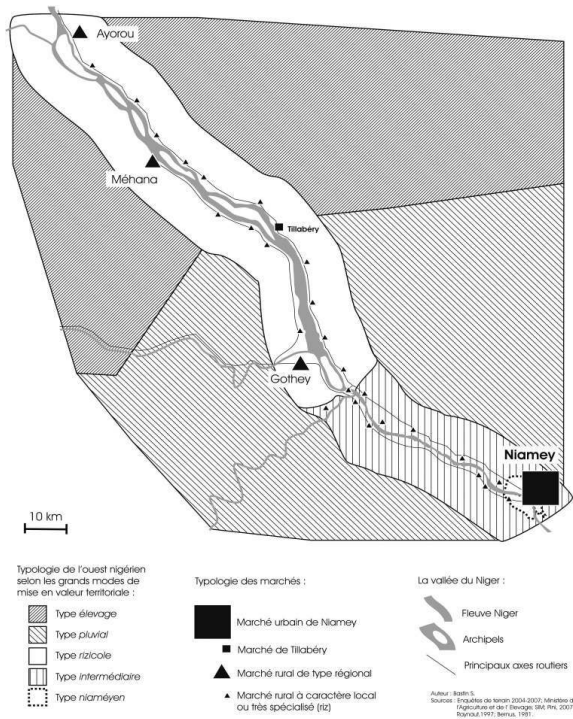 Ayorou
Méhana
Tillabéry
Gothey
Niamey
10 km
Typologie de l'ouest nigérien
selon les grands modes de
mise en valeur territoriale :
Type élevage
Type pluvial
Type rizicole
Type intermédiaire
Type niaméyen
Typologie des marchés :
Marché urbain de Niamey
Marché de Tillabéry
Marché rural de type régional
Marché rural à caractère local
ou très spécialisé (riz)
La vallée du Niger :
Fleuve Niger
Archipels
Principaux axes routiers
Auteur : Bastin S.
Sources : Enquêtes de terrain 2004-2007; Ministère d
l'Agriculture et de l' Elevage; SIM; Pini, 2007
Raynaut,1997; Bernus, 1981.